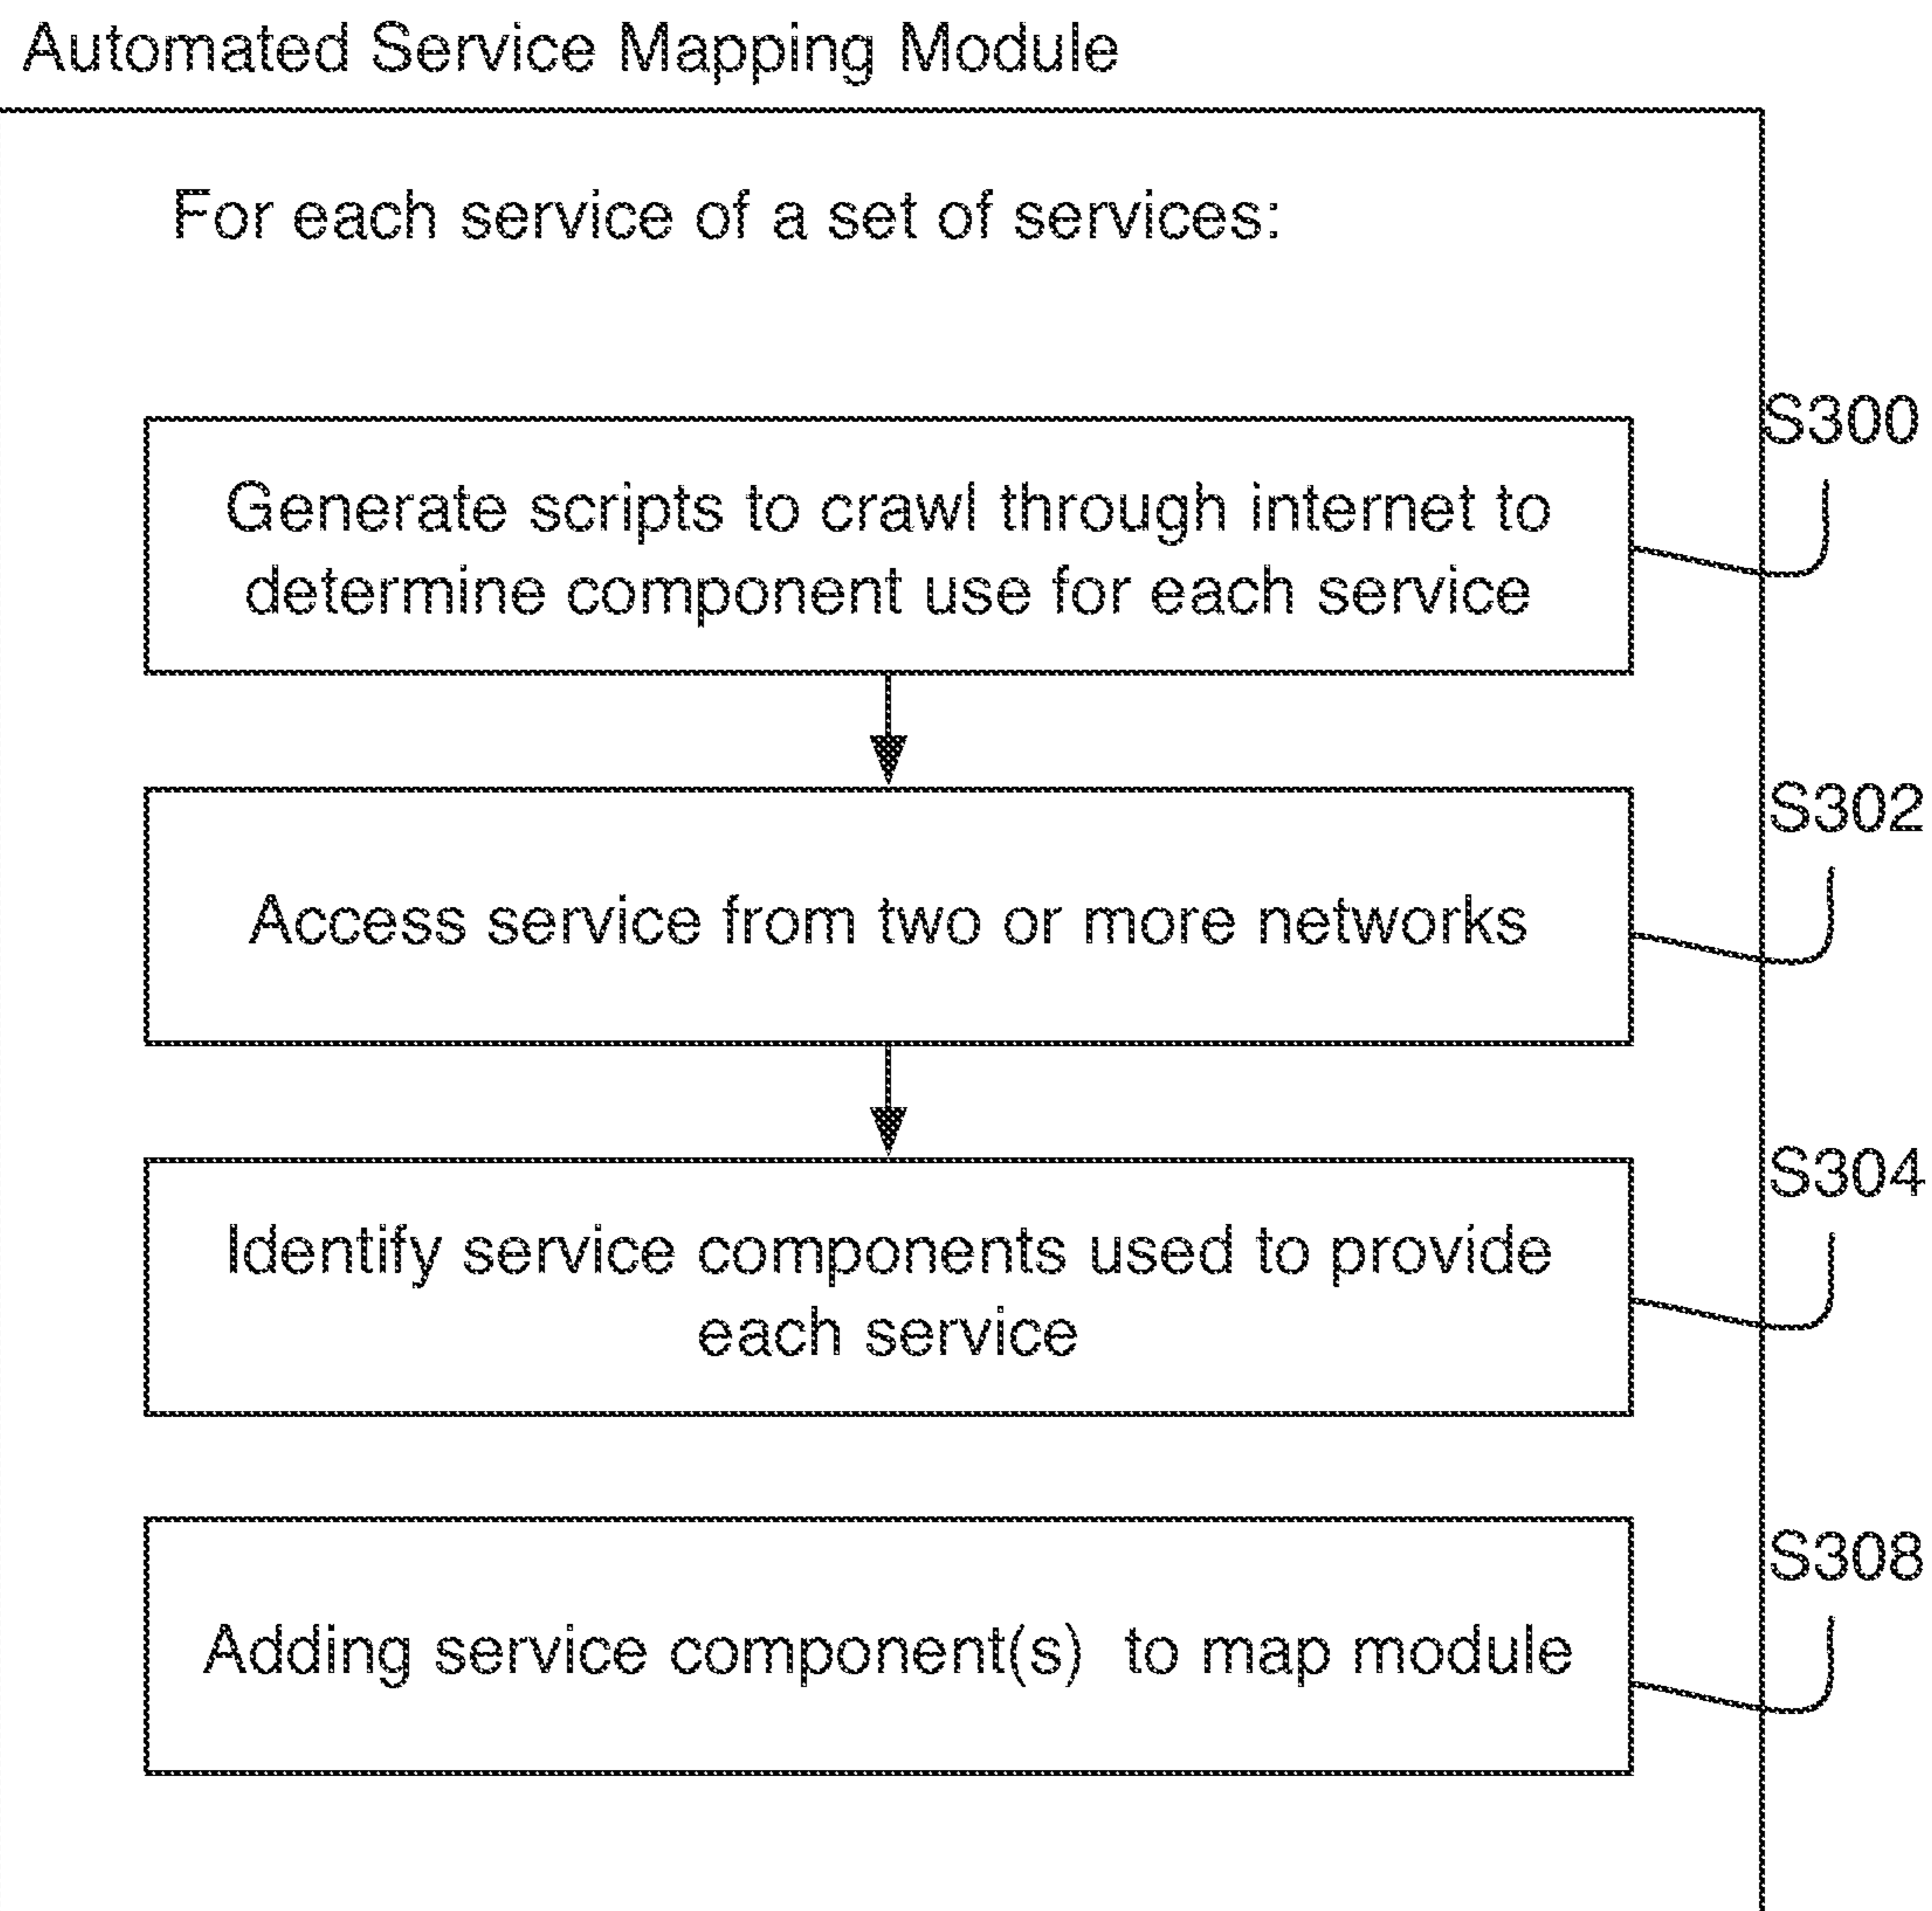 Automated Service Mapping Module
For each service of a set of services:
S300
Generate scripts to crawl through internet to
determine component use for each service
S302
Access service from two or more networks
S304
Identify service components used to provide
each service
S308
Adding service component(s)  to map module